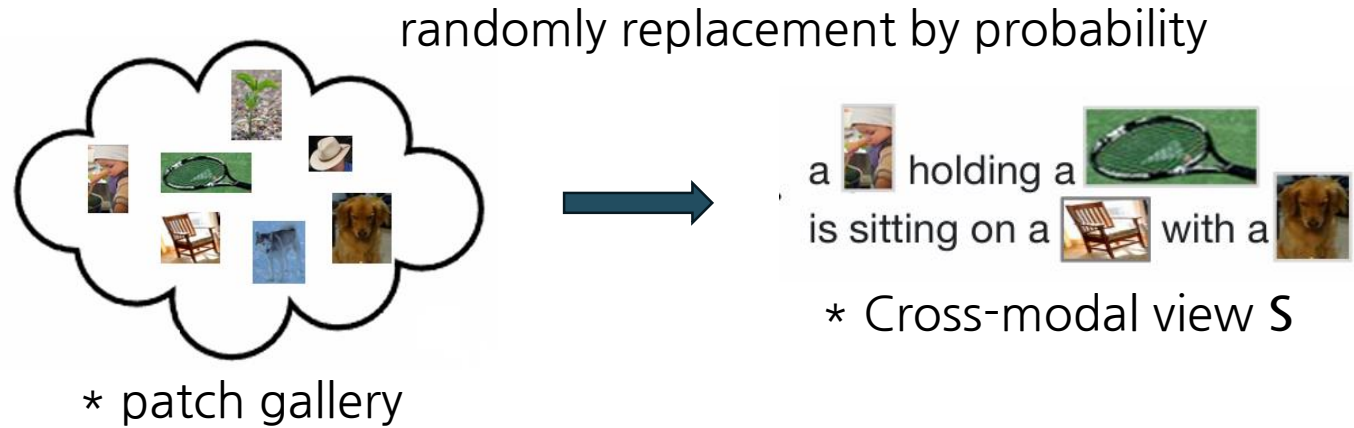 randomly replacement by probability
a holding a
is sitting on a with a
* Cross-modal view S
* patch gallery